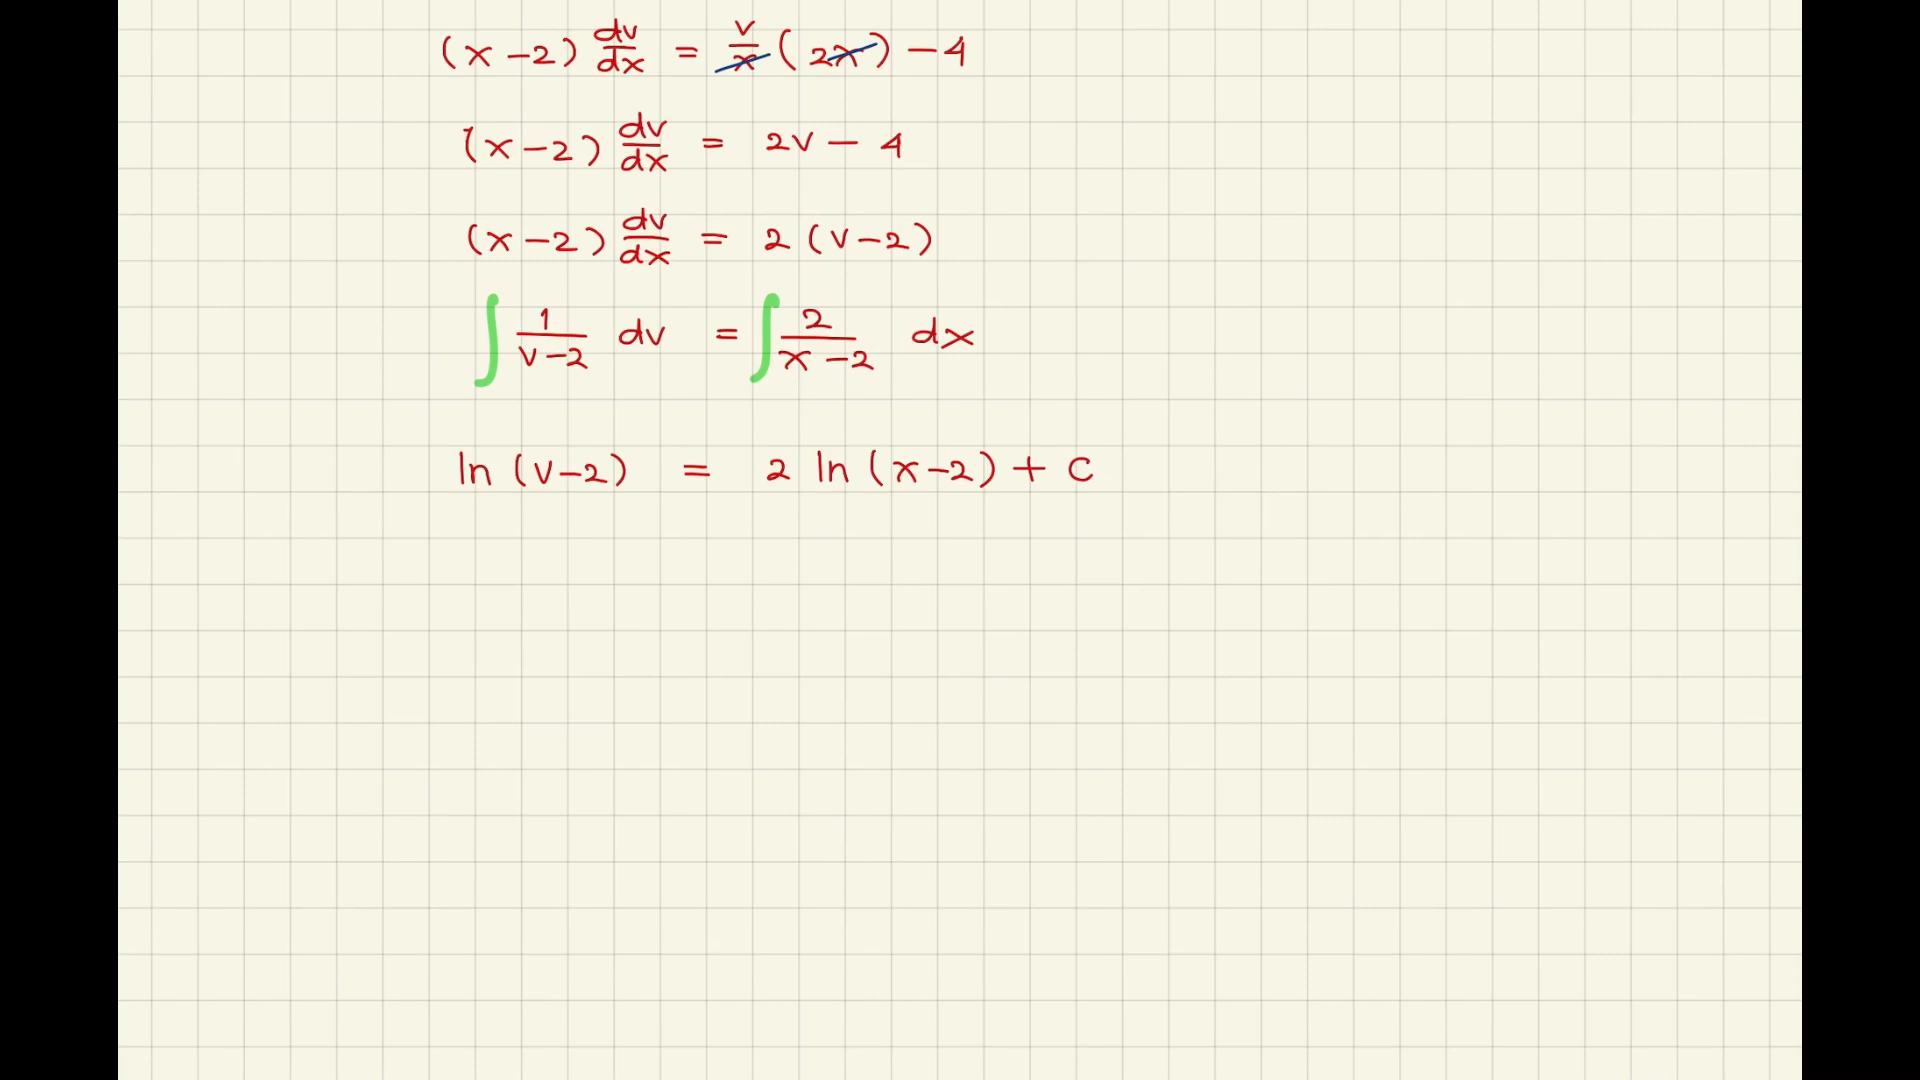 (x-2) dv/dx = v/x (2x) - 4
(x-2) dv/dx = 2v - 4
(x-2) dv/dx = 2 (v-2)
∫ 1/(v-2) dv = ∫ 2/(x-2) dx
ln (v-2) = 2 ln (x-2) + c